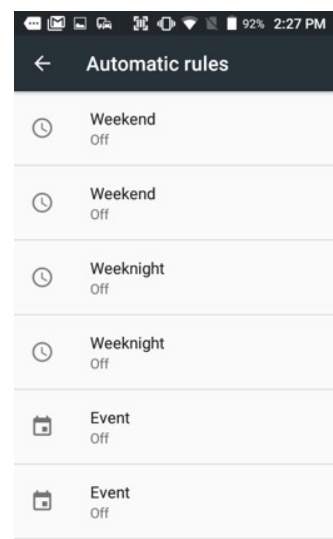 92% 2:27 PM
Automatic rules
Weekend
Off
Weekend
Off
Weeknight
Off
Weeknight
Off
Event
Off
Event
Off